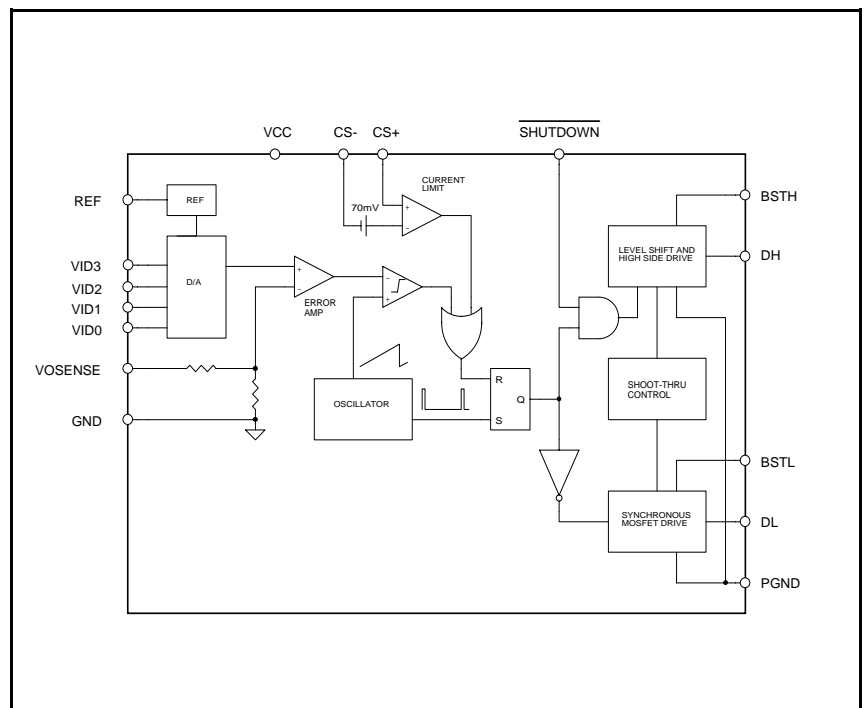 VCC CS- CS+ SHUTDOWN
CURRENT
LIMIT
REF
REF
70mV
+
−
BSTH
LEVEL SHIFT AND
HIGH SIDE DRIVE
DH
VID3
VID2
VID1
VID0
D/A
+
−
ERROR
AMP
−
+
VOSENSE
GND
OSCILLATOR
R
Q
S
SHOOT-THRU
CONTROL
BSTL
SYNCHRONOUS
MOSFET DRIVE
DL
PGND